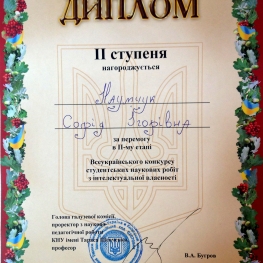 ДИПЛОМ
II ступеня
нагороджується
Наумчук
Софія Ігорівна
за перемогу
в II-му етапі
Всеукраїнського конкурсу
студентських наукових робіт
з інтелектуальної власності
Голова галузевої комісії,
проректор з науково-
педагогічної роботи
КНУ імені Тараса Шевченка
професор
В.А. Бугров